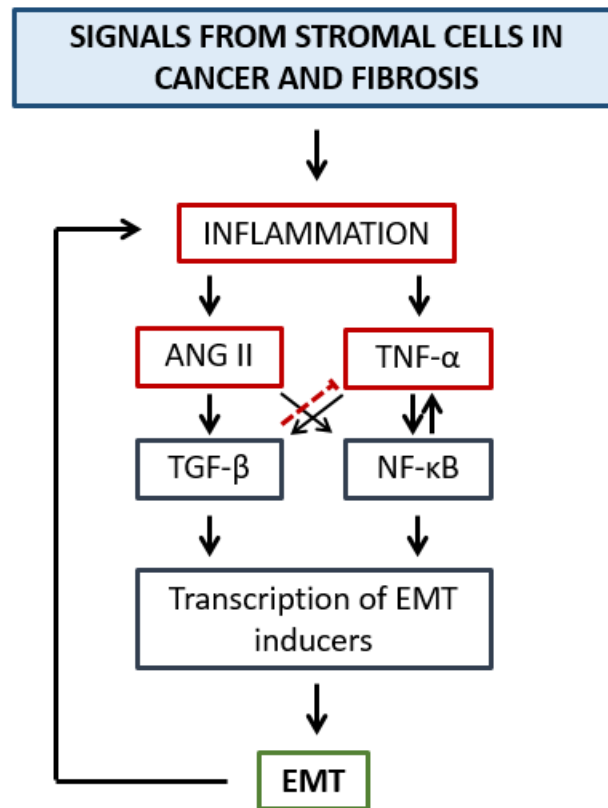 SIGNALS FROM STROMAL CELLS IN
CANCER AND FIBROSIS
INFLAMMATION
ANG II
TNF-α
TGF-β
NF-κB
Transcription of EMT
inducers
EMT